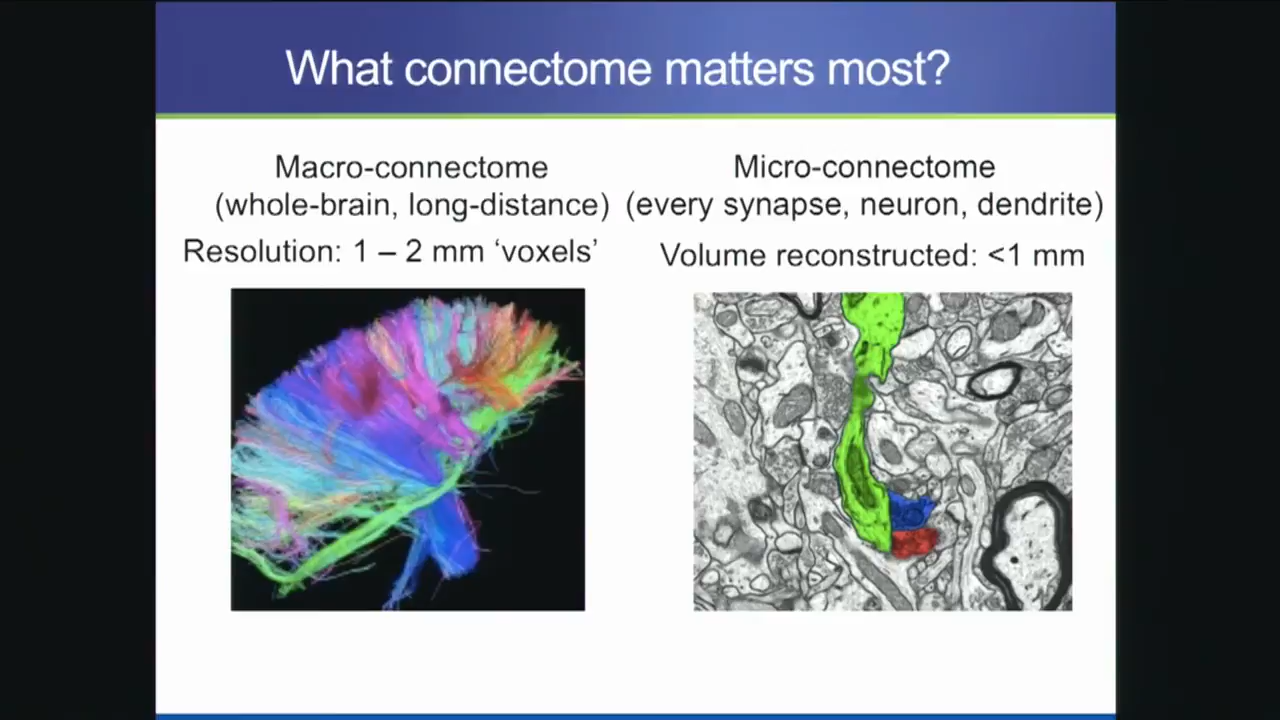 What connectome matters most?
Macro-connectome
(whole-brain, long-distance)
Resolution: 1 – 2 mm ‘voxels’
Micro-connectome
(every synapse, neuron, dendrite)
Volume reconstructed: <1 mm